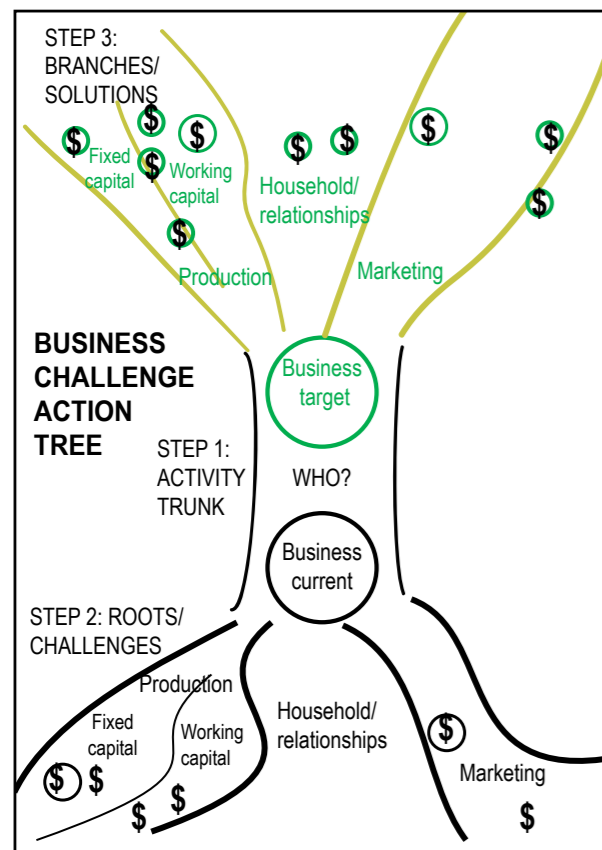 STEP 3:
BRANCHES/
SOLUTIONS
$
$
$
$
$
$
$
$
$
$
Fixed
capital
Working
capital
Household/
relationships
Production
Marketing
BUSINESS
CHALLENGE
ACTION
TREE
Business
target
STEP 1:
ACTIVITY
TRUNK
WHO?
Business
current
STEP 2: ROOTS/
CHALLENGES
Production
Fixed
capital
Working
capital
Household/
relationships
Marketing
$
$
$
$
$
$